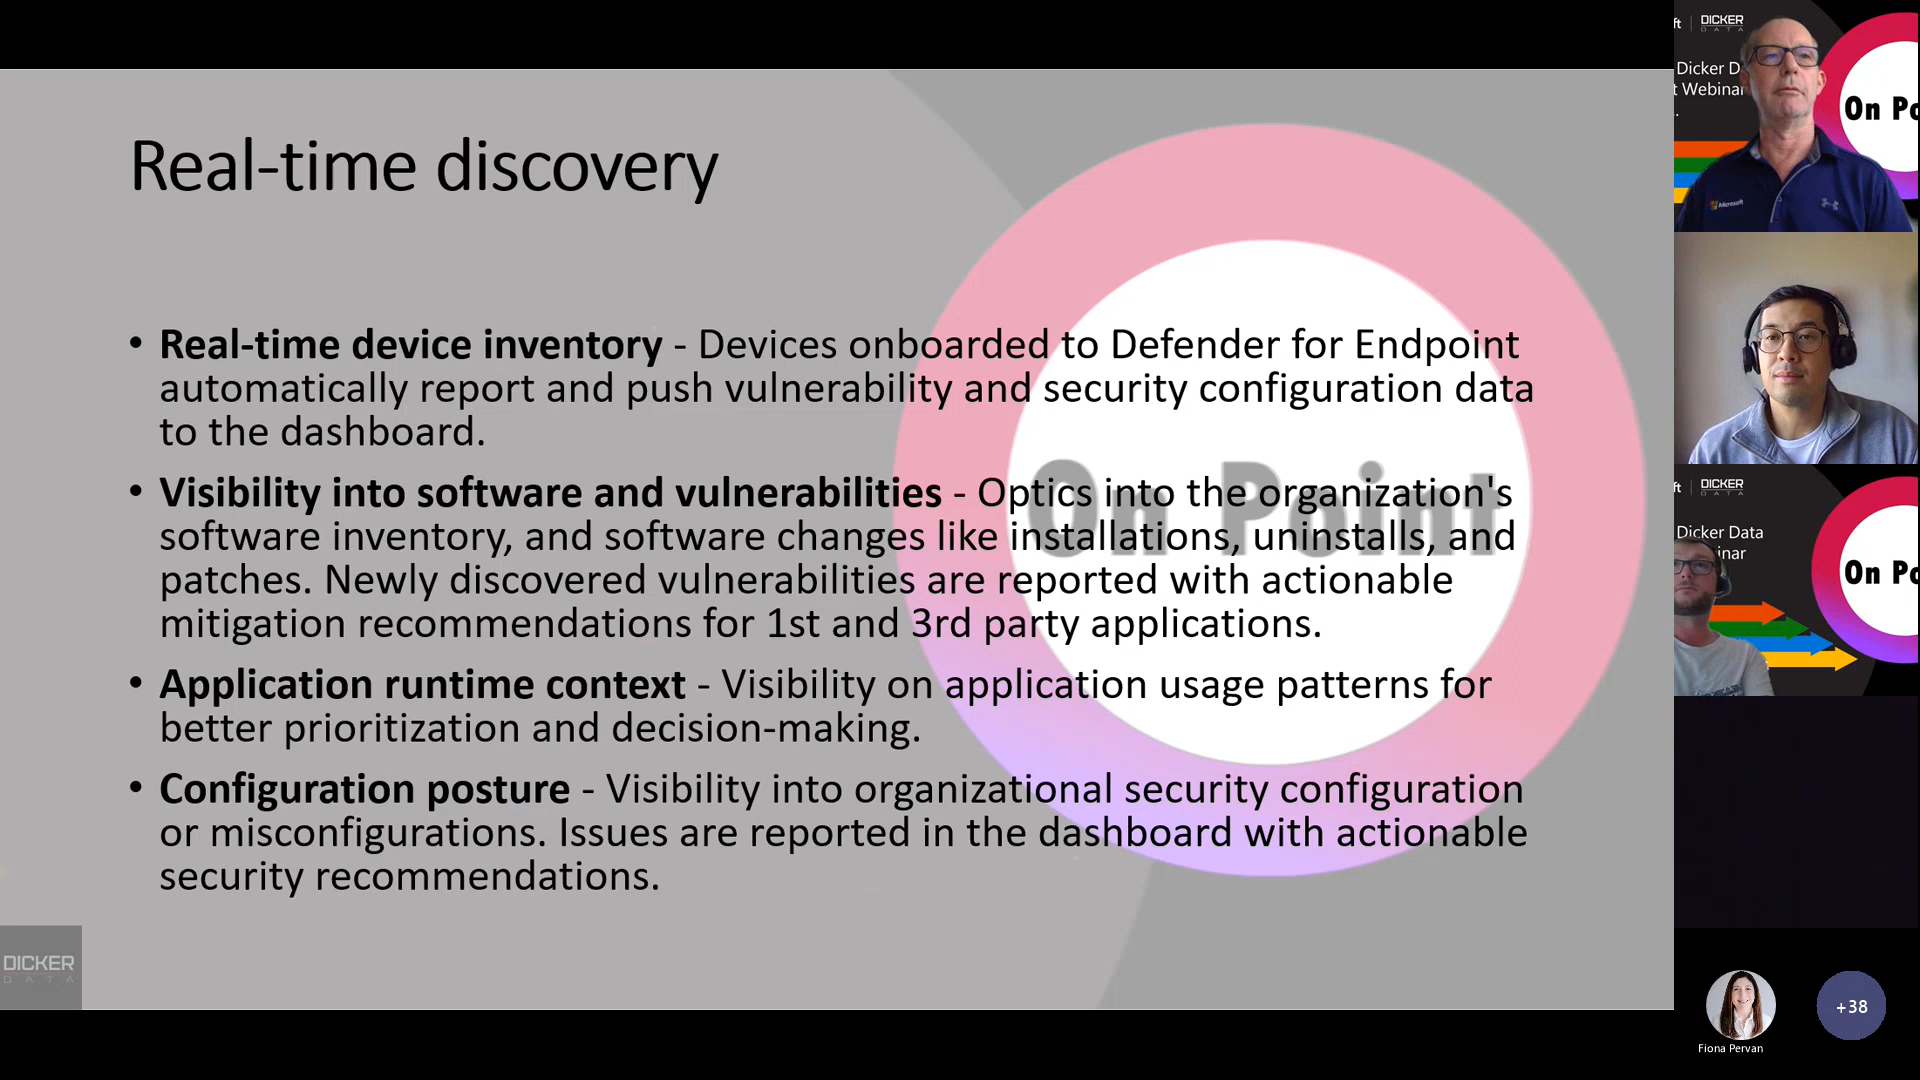 Real-time discovery
• Real-time device inventory - Devices onboarded to Defender for Endpoint
automatically report and push vulnerability and security configuration data
to the dashboard.
• Visibility into software and vulnerabilities - Optics into the organization's
software inventory, and software changes like installations, uninstalls, and
patches. Newly discovered vulnerabilities are reported with actionable
mitigation recommendations for 1st and 3rd party applications.
• Application runtime context - Visibility on application usage patterns for
better prioritization and decision-making.
• Configuration posture - Visibility into organizational security configuration
or misconfigurations. Issues are reported in the dashboard with actionable
security recommendations.
On Point
DICKER
DATA
ft | DICKER
DATA
Dicker D
t Webinar
.
On Po
Microsoft
ft | DICKER
DATA
Dicker Data
inar
On Po
+38
Fiona Pervan